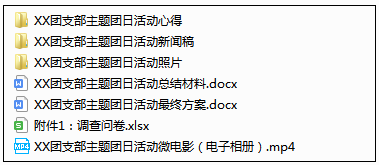 XX团支部主题团日活动心得
XX团支部主题团日活动新闻稿
XX团支部主题团日活动照片
XX团支部主题团日活动总结材料.docx
XX团支部主题团日活动最终方案.docx
附件1：调查问卷.xlsx
XX团支部主题团日活动微电影（电子相册）.mp4